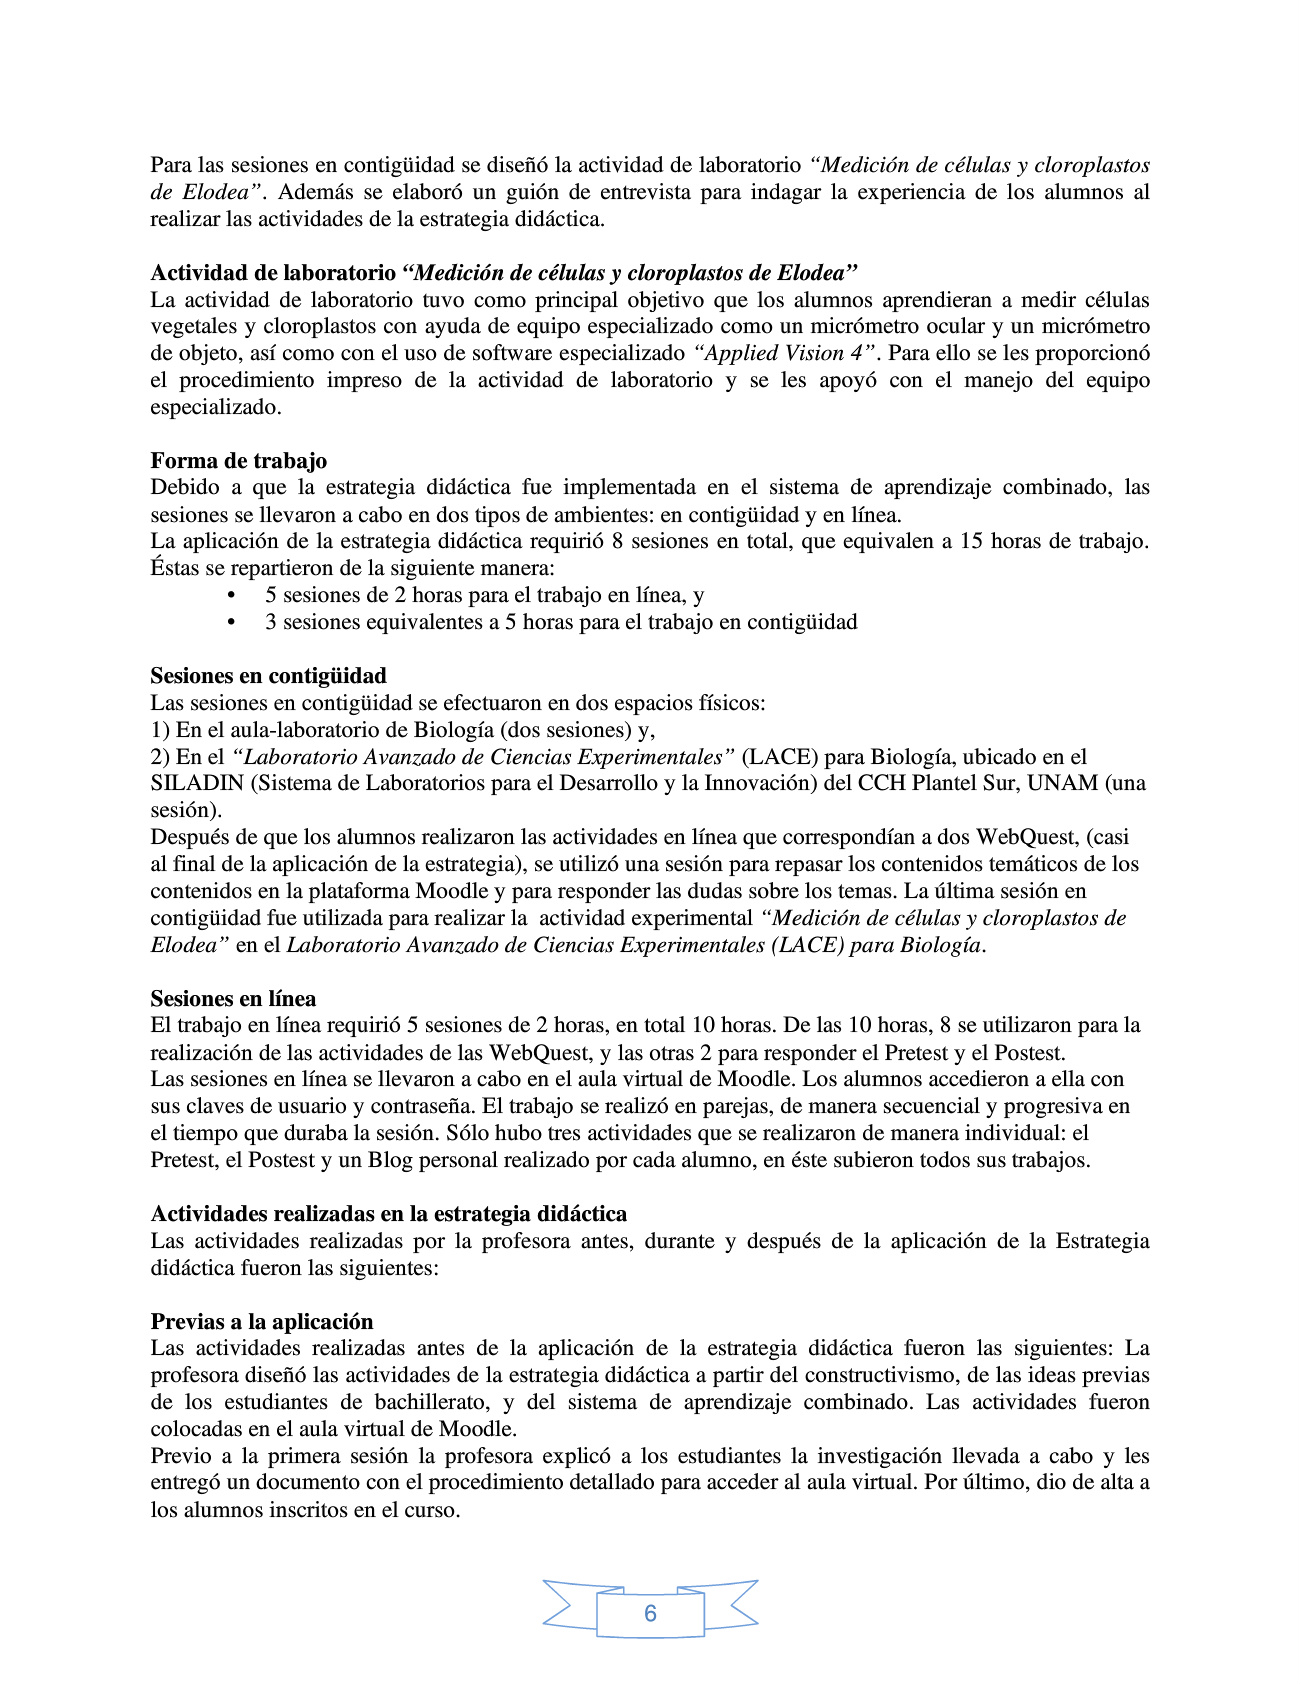 Para las sesiones en contigüidad se diseñó la actividad de laboratorio “Medición de células y cloroplastos
de Elodea”. Además se elaboró un guión de entrevista para indagar la experiencia de los alumnos al
realizar las actividades de la estrategia didáctica.
Actividad de laboratorio “Medición de células y cloroplastos de Elodea”
La actividad de laboratorio tuvo como principal objetivo que los alumnos aprendieran a medir células
vegetales y cloroplastos con ayuda de equipo especializado como un micrómetro ocular y un micrómetro
de objeto, así como con el uso de software especializado “Applied Vision 4”. Para ello se les proporcionó
el procedimiento impreso de la actividad de laboratorio y se les apoyó con el manejo del equipo
especializado.
Forma de trabajo
Debido a que la estrategia didáctica fue implementada en el sistema de aprendizaje combinado, las
sesiones se llevaron a cabo en dos tipos de ambientes: en contigüidad y en línea.
La aplicación de la estrategia didáctica requirió 8 sesiones en total, que equivalen a 15 horas de trabajo.
Éstas se repartieron de la siguiente manera:
• 5 sesiones de 2 horas para el trabajo en línea, y
• 3 sesiones equivalentes a 5 horas para el trabajo en contigüidad
Sesiones en contigüidad
Las sesiones en contigüidad se efectuaron en dos espacios físicos:
1) En el aula-laboratorio de Biología (dos sesiones) y,
2) En el “Laboratorio Avanzado de Ciencias Experimentales” (LACE) para Biología, ubicado en el
SILADIN (Sistema de Laboratorios para el Desarrollo y la Innovación) del CCH Plantel Sur, UNAM (una
sesión).
Después de que los alumnos realizaron las actividades en línea que correspondían a dos WebQuest, (casi
al final de la aplicación de la estrategia), se utilizó una sesión para repasar los contenidos temáticos de los
contenidos en la plataforma Moodle y para responder las dudas sobre los temas. La última sesión en
contigüidad fue utilizada para realizar la  actividad experimental “Medición de células y cloroplastos de
Elodea” en el Laboratorio Avanzado de Ciencias Experimentales (LACE) para Biología.
Sesiones en línea
El trabajo en línea requirió 5 sesiones de 2 horas, en total 10 horas. De las 10 horas, 8 se utilizaron para la
realización de las actividades de las WebQuest, y las otras 2 para responder el Pretest y el Postest.
Las sesiones en línea se llevaron a cabo en el aula virtual de Moodle. Los alumnos accedieron a ella con
sus claves de usuario y contraseña. El trabajo se realizó en parejas, de manera secuencial y progresiva en
el tiempo que duraba la sesión. Sólo hubo tres actividades que se realizaron de manera individual: el
Pretest, el Postest y un Blog personal realizado por cada alumno, en éste subieron todos sus trabajos.
Actividades realizadas en la estrategia didáctica
Las actividades realizadas por la profesora antes, durante y después de la aplicación de la Estrategia
didáctica fueron las siguientes:
Previas a la aplicación
Las actividades realizadas antes de la aplicación de la estrategia didáctica fueron las siguientes: La
profesora diseñó las actividades de la estrategia didáctica a partir del constructivismo, de las ideas previas
de los estudiantes de bachillerato, y del sistema de aprendizaje combinado. Las actividades fueron
colocadas en el aula virtual de Moodle.
Previo a la primera sesión la profesora explicó a los estudiantes la investigación llevada a cabo y les
entregó un documento con el procedimiento detallado para acceder al aula virtual. Por último, dio de alta a
los alumnos inscritos en el curso.
6